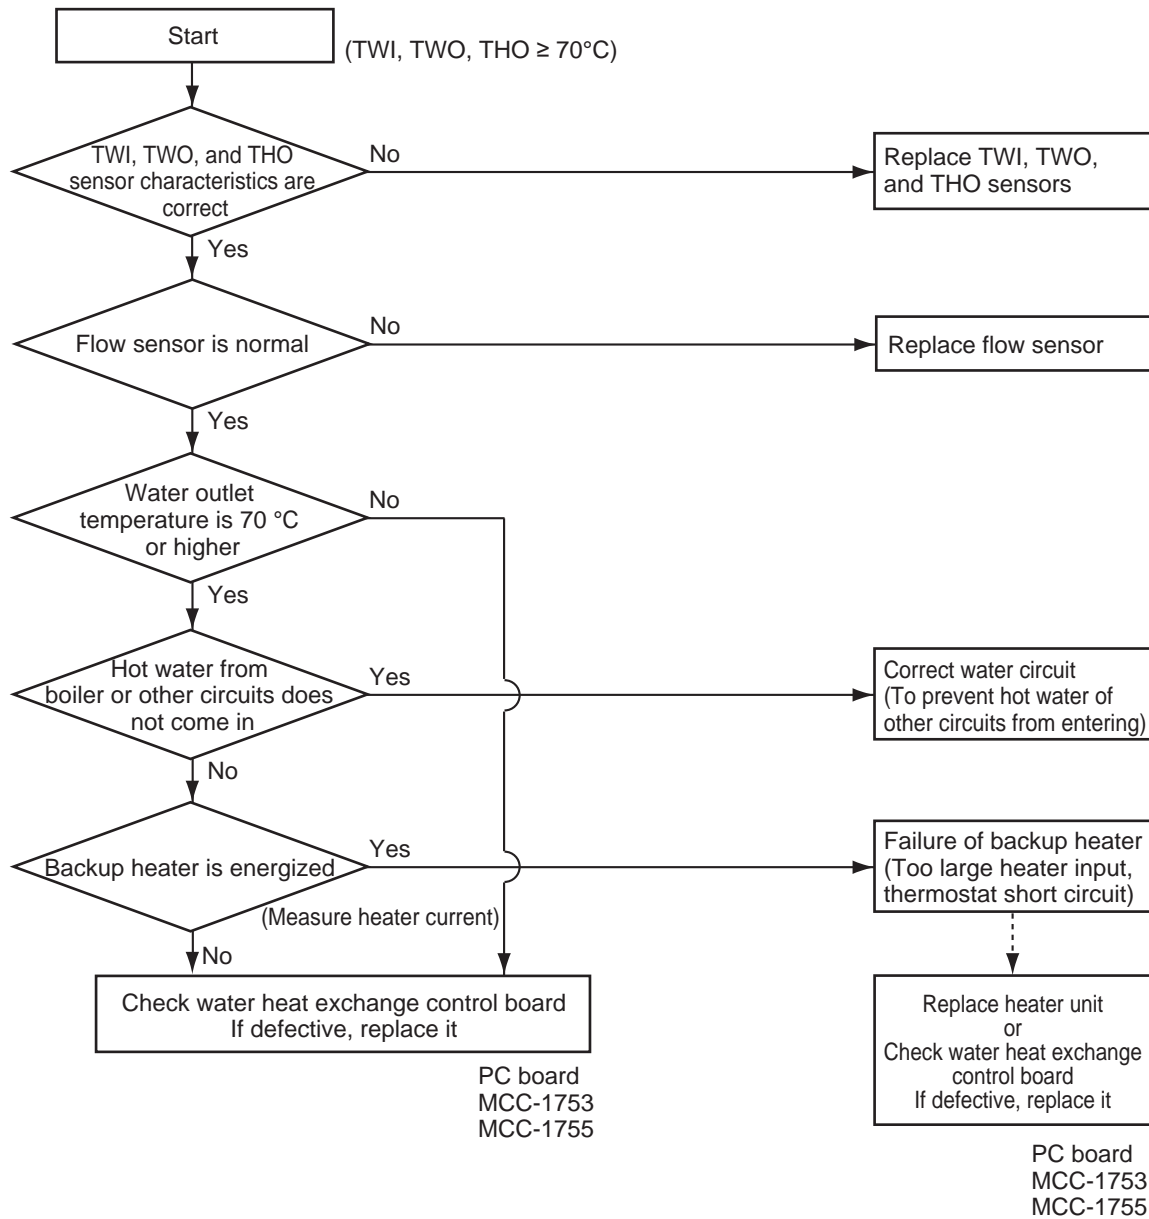 Start
(TWI, TWO, THO ≥ 70°C)
TWI, TWO, and THO
sensor characteristics are
correct
No
Replace TWI, TWO,
and THO sensors
Yes
Flow sensor is normal
No
Replace flow sensor
Yes
Water outlet
temperature is 70 °C
or higher
No
Yes
Hot water from
boiler or other circuits does
not come in
Yes
Correct water circuit
(To prevent hot water of
other circuits from entering)
No
Backup heater is energized
Yes
(Measure heater current)
Failure of backup heater
(Too large heater input,
thermostat short circuit)
No
Check water heat exchange control board
If defective, replace it
PC board
MCC-1753
MCC-1755
Replace heater unit
or
Check water heat exchange
control board
If defective, replace it
PC board
MCC-1753
MCC-1755